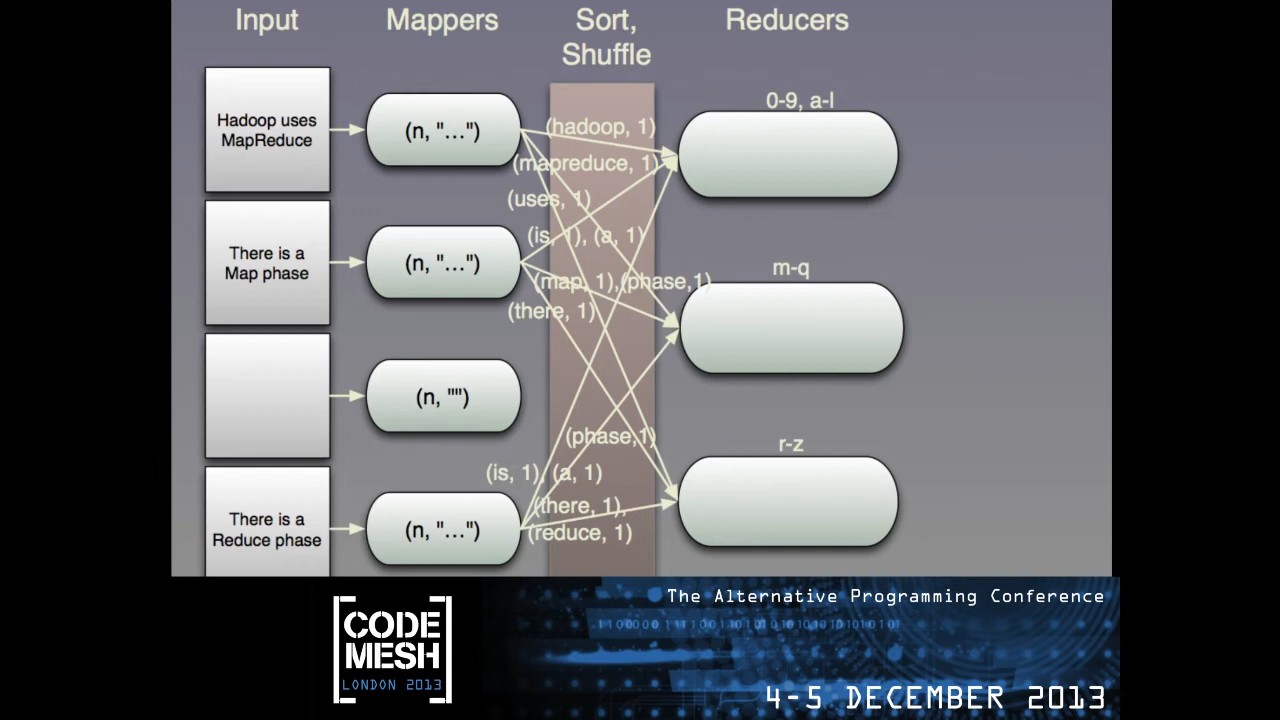 Input
Mappers
Sort,
Shuffle
Reducers
Hadoop uses
MapReduce
(n, "...")
(hadoop, 1)
(mapreduce, 1)
(uses, 1)
0-9, a-l
There is a
Map phase
(n, "...")
(is, 1), (a, 1)
(map, 1),(phase,1)
(there, 1)
m-q
(n, "")
(phase,1)
r-z
There is a
Reduce phase
(n, "...")
(is, 1), (a, 1)
(there, 1),
(reduce, 1)
CODE
MESH
LONDON 2013
The Alternative Programming Conference
4-5 DECEMBER 2013